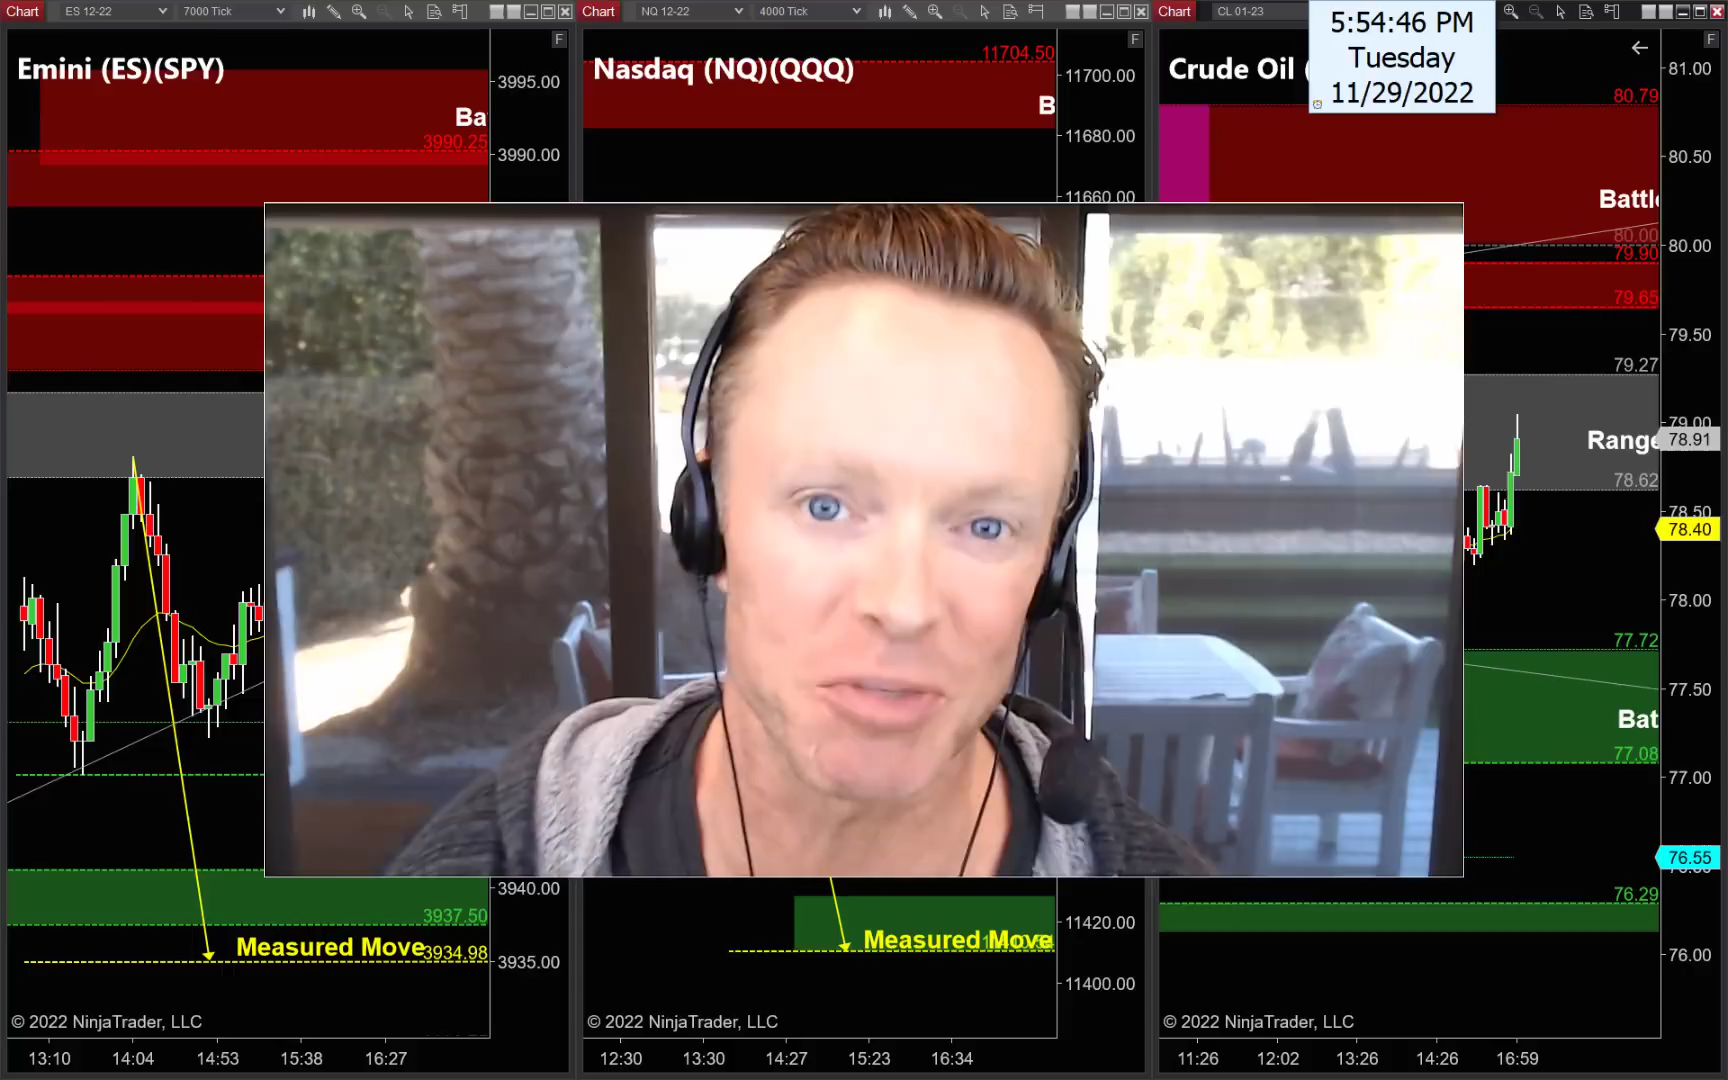 Chart
ES 12-22
7000 Tick
Chart
NQ 12-22
4000 Tick
Chart
CL 01-23
5:54:46 PM
Tuesday
11/29/2022
Emini (ES)(SPY)
F
3995.00
Ba
3990.25
3990.00
3940.00
3937.50
Measured Move
3934.98
3935.00
© 2022 NinjaTrader, LLC
13:10
14:04
14:53
15:38
16:27
Nasdaq (NQ)(QQQ)
F
11704.50
11700.00
B
11680.00
11660.00
11420.00
Measured Move
11400.00
© 2022 NinjaTrader, LLC
12:30
13:30
14:27
15:23
16:34
Crude Oil (
F
81.00
80.79
80.50
Battle
80.00
80.00
79.90
79.65
79.50
79.27
79.00
Range
78.91
78.62
78.50
78.40
78.00
77.72
77.50
Bat
77.08
77.00
76.55
76.29
76.00
© 2022 NinjaTrader, LLC
11:26
12:02
13:26
14:26
16:59